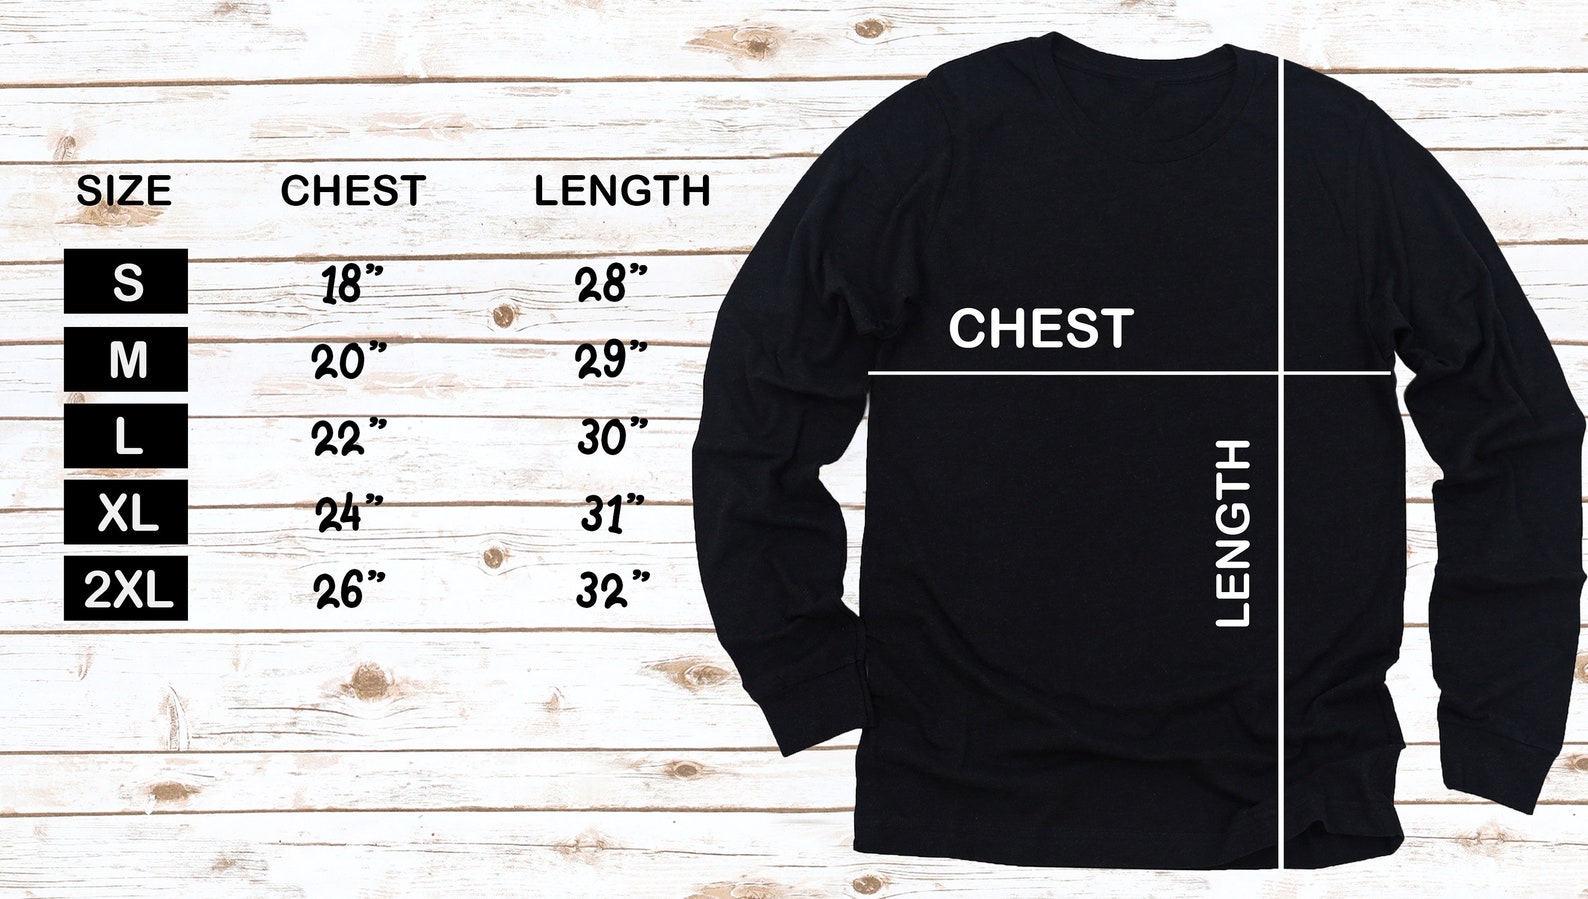 SIZE CHEST LENGTH
S 18” 28”
M 20” 29”
L 22” 30”
XL 24” 31”
2XL 26” 32”
CHEST
LENGTH